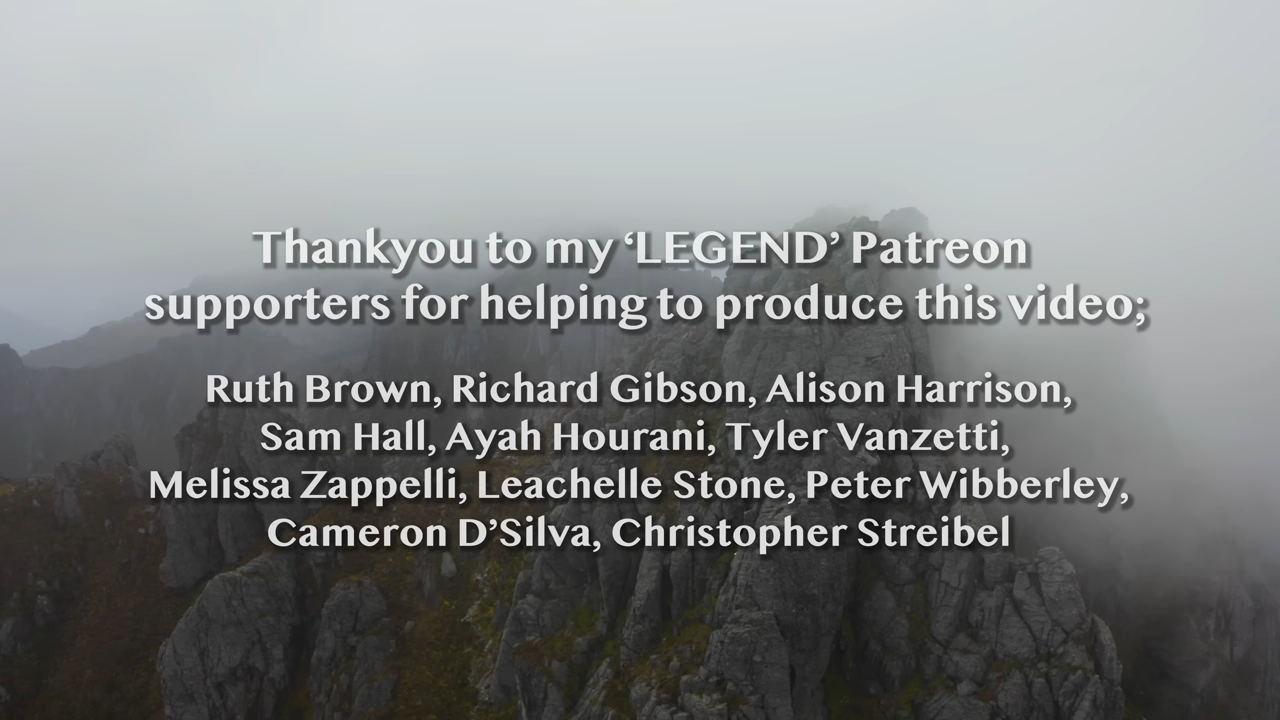 Thankyou to my ‘LEGEND’ Patreon
supporters for helping to produce this video;
Ruth Brown, Richard Gibson, Alison Harrison,
Sam Hall, Ayah Hourani, Tyler Vanzetti,
Melissa Zappelli, Leachelle Stone, Peter Wibberley,
Cameron D’Silva, Christopher Streibel